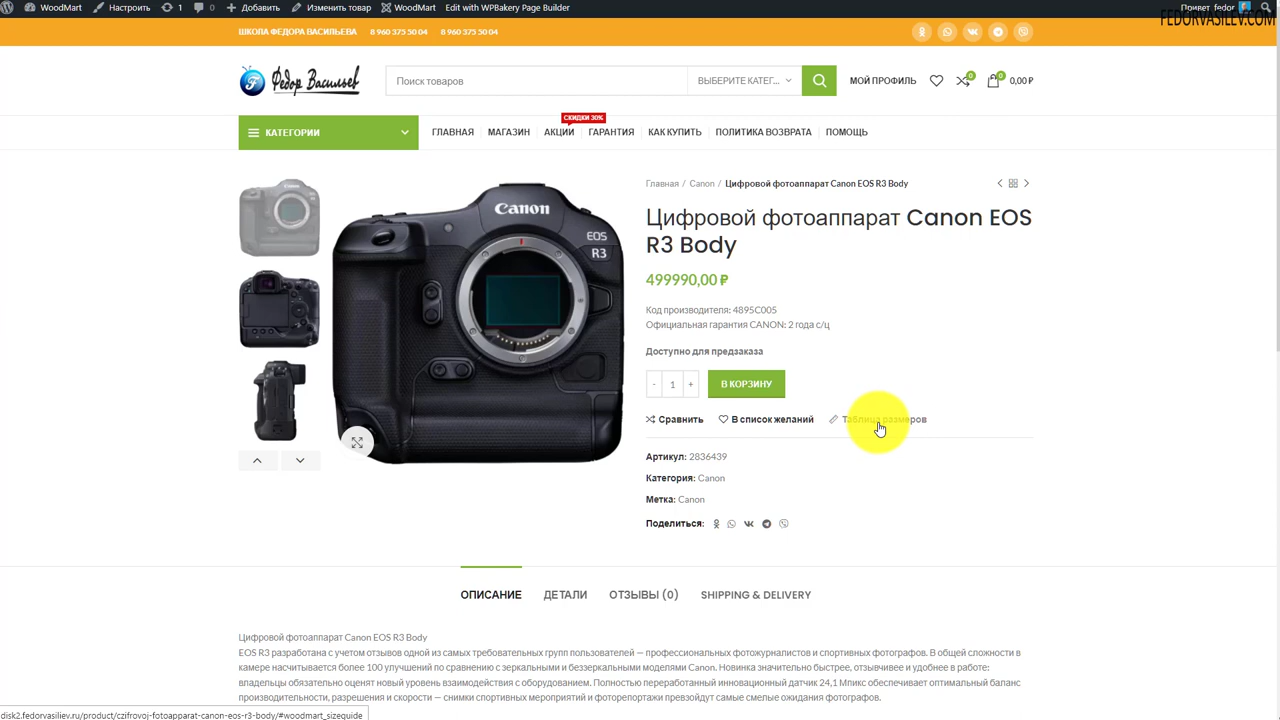 WoodMart 1 0 Добавить Изменить товар WoodMart Edit with WPBakery Page Builder Привет, fedor
FEDORVASILEV.COM
ШКОЛА ФЕДОРА ВАСИЛЬЕВА 8 960 375 50 04 8 960 375 50 04
Федор Васильев
Поиск товаров ВЫБЕРИТЕ КАТЕГ... МОЙ ПРОФИЛЬ 0 0 0,00 ₽
СКИДКИ 30%
КАТЕГОРИИ ГЛАВНАЯ МАГАЗИН АКЦИИ ГАРАНТИЯ КАК КУПИТЬ ПОЛИТИКА ВОЗВРАТА ПОМОЩЬ
Главная / Canon / Цифровой фотоаппарат Canon EOS R3 Body
Canon
EOS
R3
Цифровой фотоаппарат Canon EOS
R3 Body
499990,00 ₽
Код производителя: 4895C005
Официальная гарантия CANON: 2 года с/ц
Доступно для предзаказа
- 1 + В КОРЗИНУ
Сравнить В список желаний Таблица размеров
Артикул: 2836439
Категория: Canon
Метка: Canon
Поделиться:
ОПИСАНИЕ ДЕТАЛИ ОТЗЫВЫ (0) SHIPPING & DELIVERY
Цифровой фотоаппарат Canon EOS R3 Body
EOS R3 разработана с учетом отзывов одной из самых требовательных групп пользователей — профессиональных фотожурналистов и спортивных фотографов. В общей сложности в
камере насчитывается более 100 улучшений по сравнению с зеркальными и беззеркальными моделями Canon. Новинка значительно быстрее, отзывчивее и удобнее в работе:
владельцы обязательно оценят новый уровень взаимодействия с оборудованием. Полностью переработанный инновационный датчик 24,1 Мпикс обеспечивает оптимальный баланс
производительности, разрешения и скорости — снимки спортивных мероприятий и фоторепортажи превзойдут самые смелые ожидания фотографов.
disk2.fedorvasiliev.ru/product/czifrovoj-fotoapparat-canon-eos-r3-body/#woodmart_sizeguide